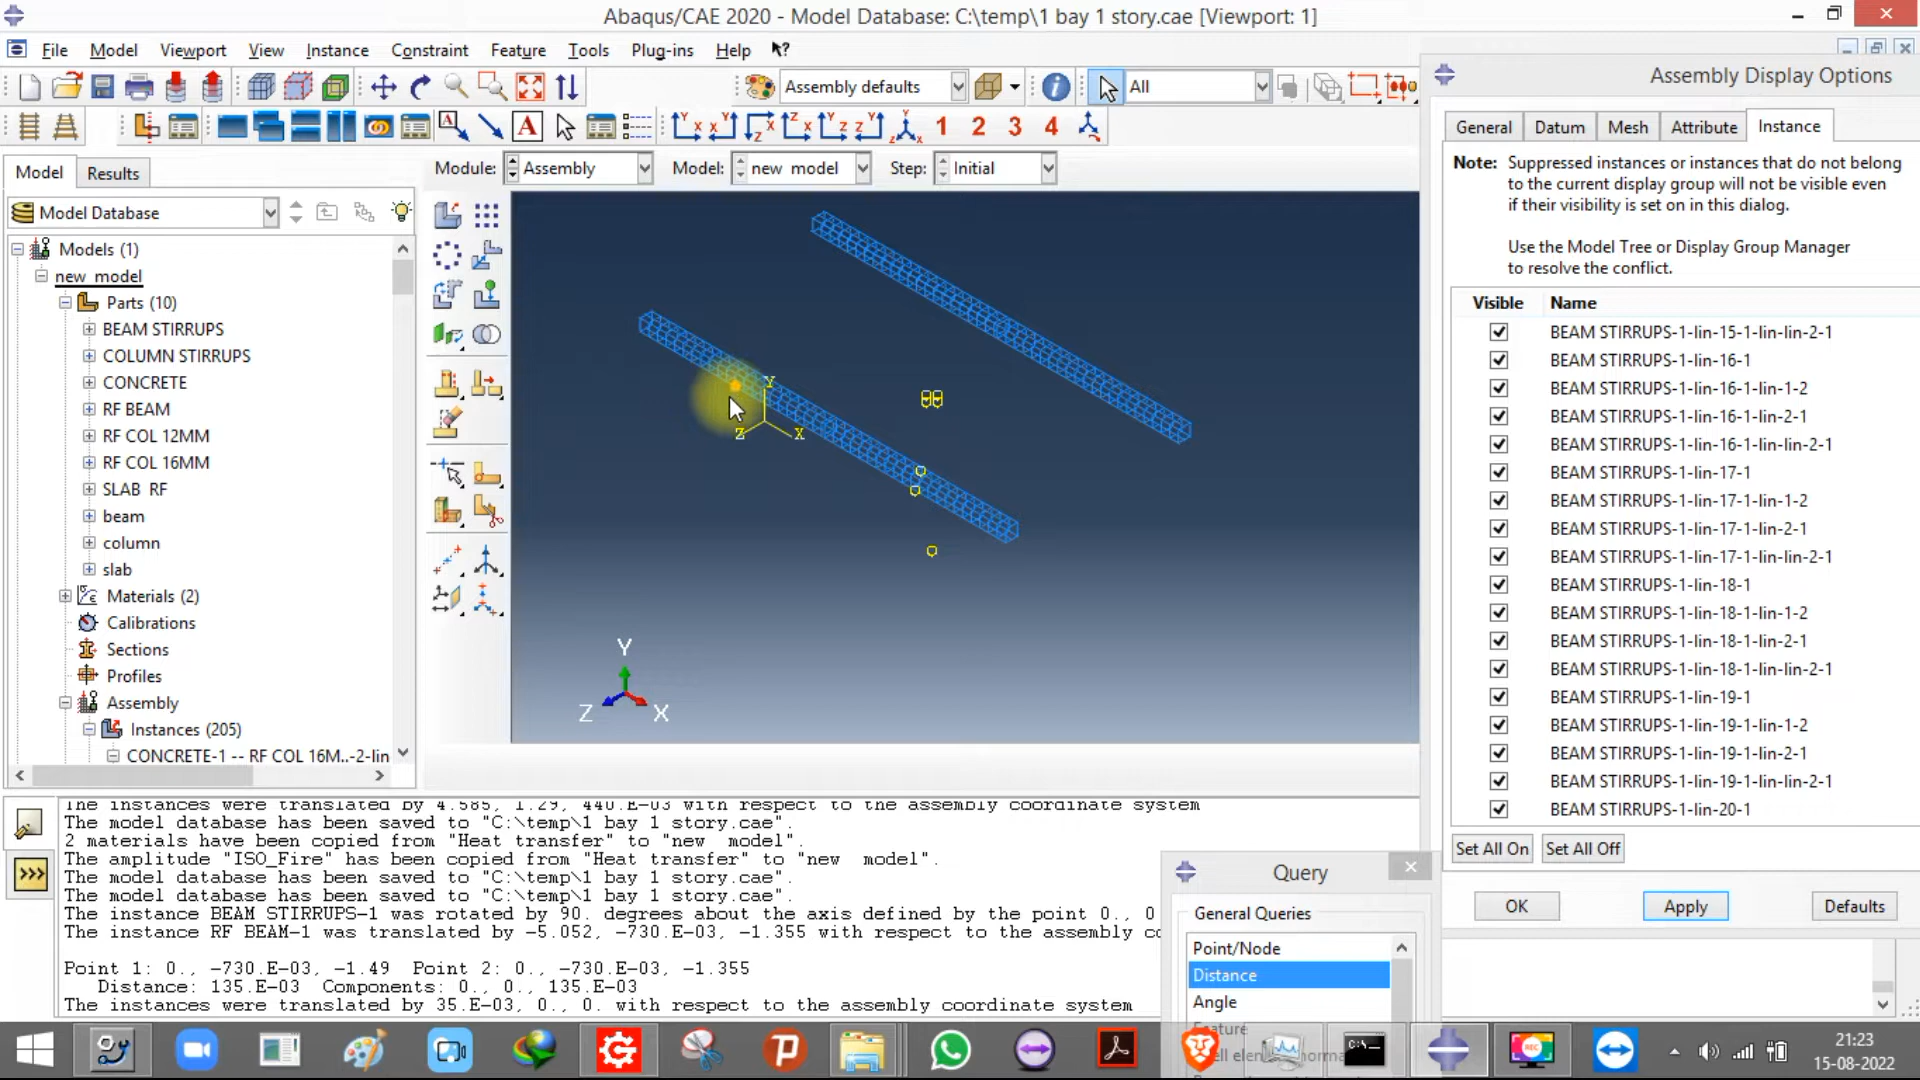 Abaqus/CAE 2020 - Model Database: C:\temp\1 bay 1 story.cae [Viewport: 1]
File Model Viewport View Instance Constraint Feature Tools Plug-ins Help
Assembly defaults
All
1 2 3 4
Model Results
Module: Assembly Model: new model Step: Initial
Model Database
Models (1)
new model
Parts (10)
BEAM STIRRUPS
COLUMN STIRRUPS
CONCRETE
RF BEAM
RF COL 12MM
RF COL 16MM
SLAB RF
beam
column
slab
Materials (2)
Calibrations
Sections
Profiles
Assembly
Instances (205)
CONCRETE-1 -- RF COL 16M..-2-lin
Y
Z X
Y
Z X
Assembly Display Options
General Datum Mesh Attribute Instance
Note: Suppressed instances or instances that do not belong
to the current display group will not be visible even
if their visibility is set on in this dialog.
Use the Model Tree or Display Group Manager
to resolve the conflict.
Visible Name
BEAM STIRRUPS-1-lin-15-1-lin-lin-2-1
BEAM STIRRUPS-1-lin-16-1
BEAM STIRRUPS-1-lin-16-1-lin-1-2
BEAM STIRRUPS-1-lin-16-1-lin-2-1
BEAM STIRRUPS-1-lin-16-1-lin-lin-2-1
BEAM STIRRUPS-1-lin-17-1
BEAM STIRRUPS-1-lin-17-1-lin-1-2
BEAM STIRRUPS-1-lin-17-1-lin-2-1
BEAM STIRRUPS-1-lin-17-1-lin-lin-2-1
BEAM STIRRUPS-1-lin-18-1
BEAM STIRRUPS-1-lin-18-1-lin-1-2
BEAM STIRRUPS-1-lin-18-1-lin-2-1
BEAM STIRRUPS-1-lin-18-1-lin-lin-2-1
BEAM STIRRUPS-1-lin-19-1
BEAM STIRRUPS-1-lin-19-1-lin-1-2
BEAM STIRRUPS-1-lin-19-1-lin-2-1
BEAM STIRRUPS-1-lin-19-1-lin-lin-2-1
BEAM STIRRUPS-1-lin-20-1
Set All On Set All Off
OK Apply Defaults
The instances were translated by 4.585, 1.29, 440.E-03 with respect to the assembly coordinate system
The model database has been saved to "C:\temp\1 bay 1 story.cae".
2 materials have been copied from "Heat transfer" to "new  model".
The amplitude "ISO_Fire" has been copied from "Heat transfer" to "new  model".
The model database has been saved to "C:\temp\1 bay 1 story.cae".
The model database has been saved to "C:\temp\1 bay 1 story.cae".
The instance BEAM STIRRUPS-1 was rotated by 90. degrees about the axis defined by the point 0., 0
The instance RF BEAM-1 was translated by -5.052, -730.E-03, -1.355 with respect to the assembly co
Point 1: 0., -730.E-03, -1.49  Point 2: 0., -730.E-03, -1.355
Distance: 135.E-03  Components: 0., 0., 135.E-03
The instances were translated by 35.E-03, 0., 0. with respect to the assembly coordinate system
Query
General Queries
Point/Node
Distance
Angle
Feature
21:23
15-08-2022